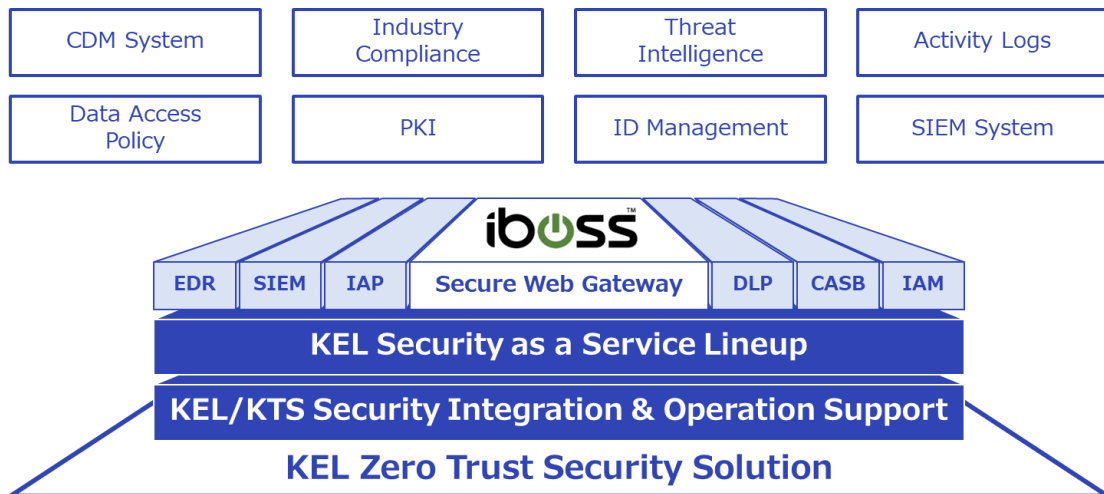 CDM System
Industry
Compliance
Threat
Intelligence
Activity Logs
Data Access
Policy
PKI
ID Management
SIEM System
iboss™
EDR
SIEM
IAP
Secure Web Gateway
DLP
CASB
IAM
KEL Security as a Service Lineup
KEL/KTS Security Integration & Operation Support
KEL Zero Trust Security Solution